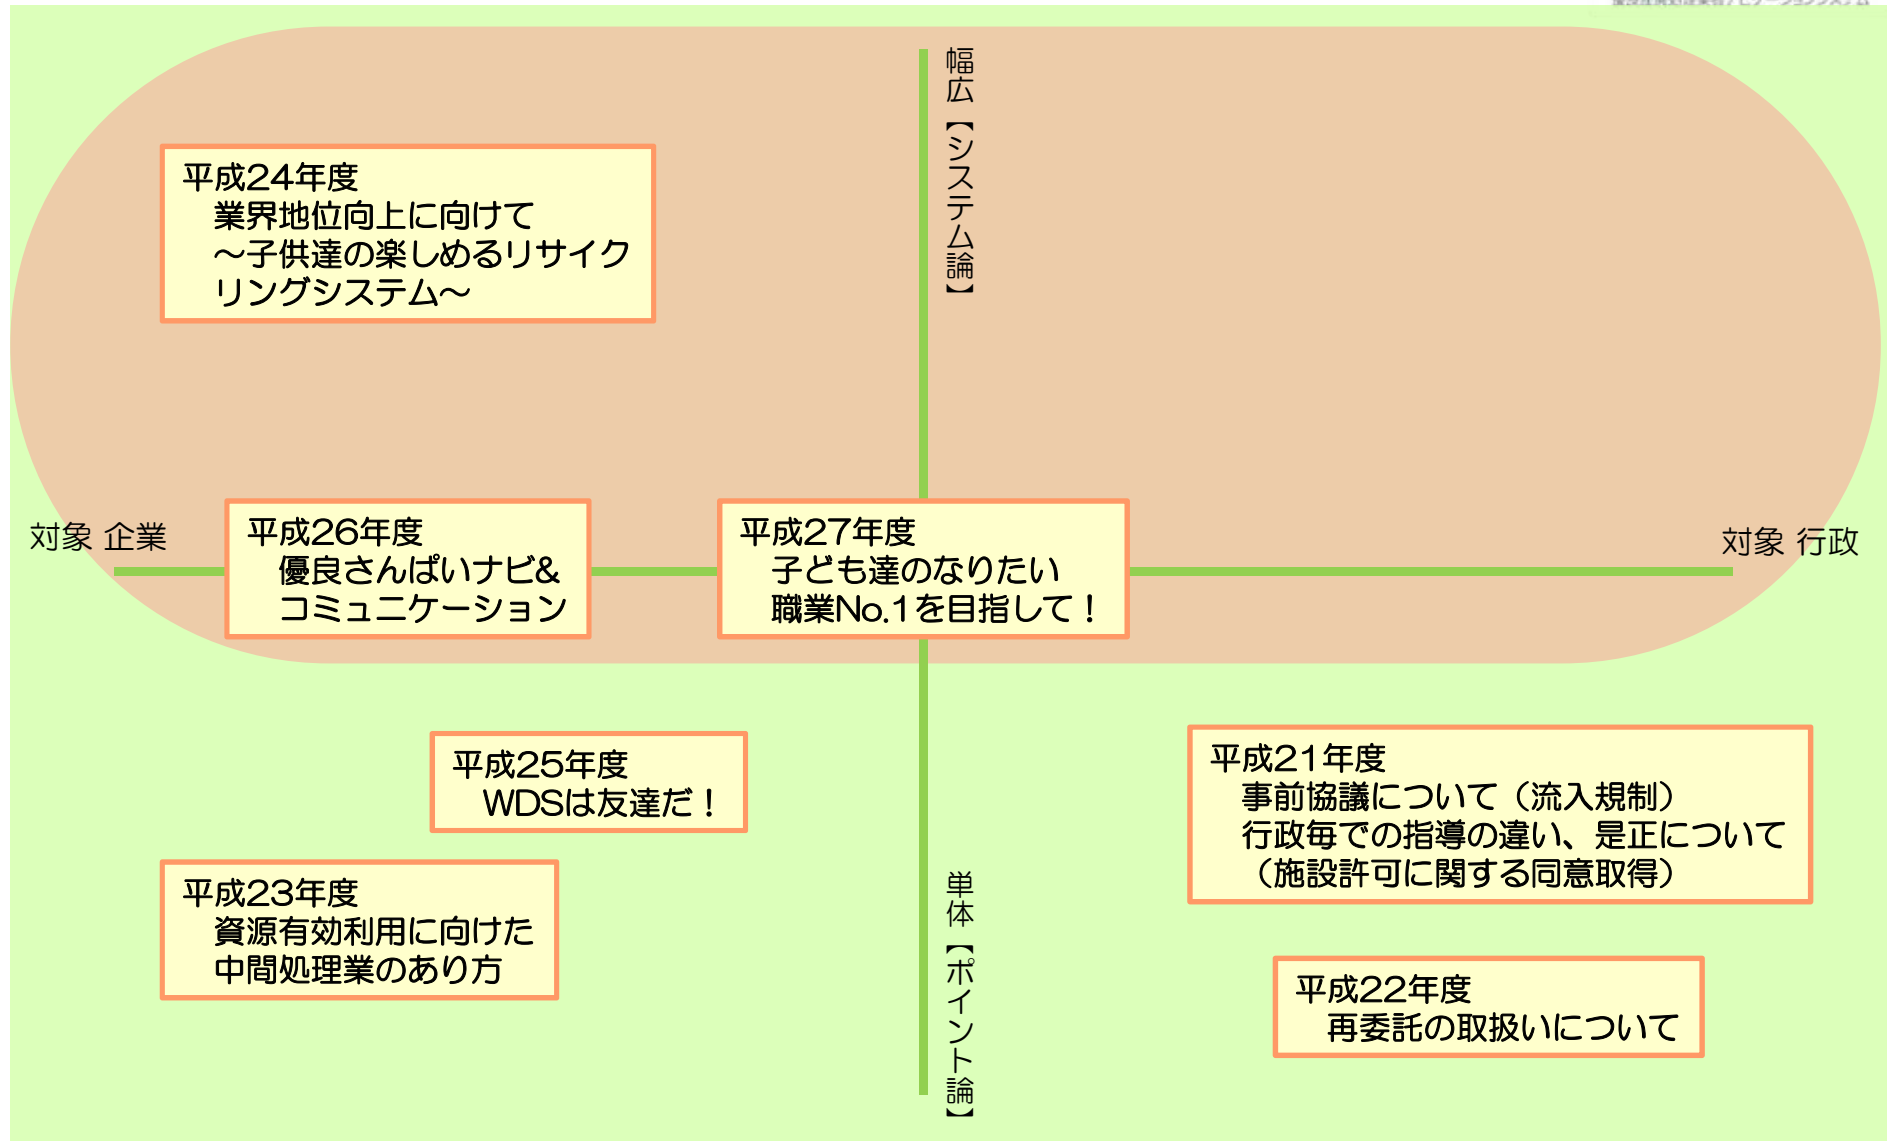 幅広【システム論】
平成24年度
業界地位向上に向けて
～子供達の楽しめるリサイク
リングシステム～
対象 企業
平成26年度
優良さんぱいナビ&
コミュニケーション
平成27年度
子ども達のなりたい
職業No.1を目指して！
対象 行政
平成25年度
WDSは友達だ！
平成21年度
事前協議について（流入規制）
行政毎での指導の違い、是正について
（施設許可に関する同意取得）
平成23年度
資源有効利用に向けた
中間処理業のあり方
単体【ポイント論】
平成22年度
再委託の取扱いについて